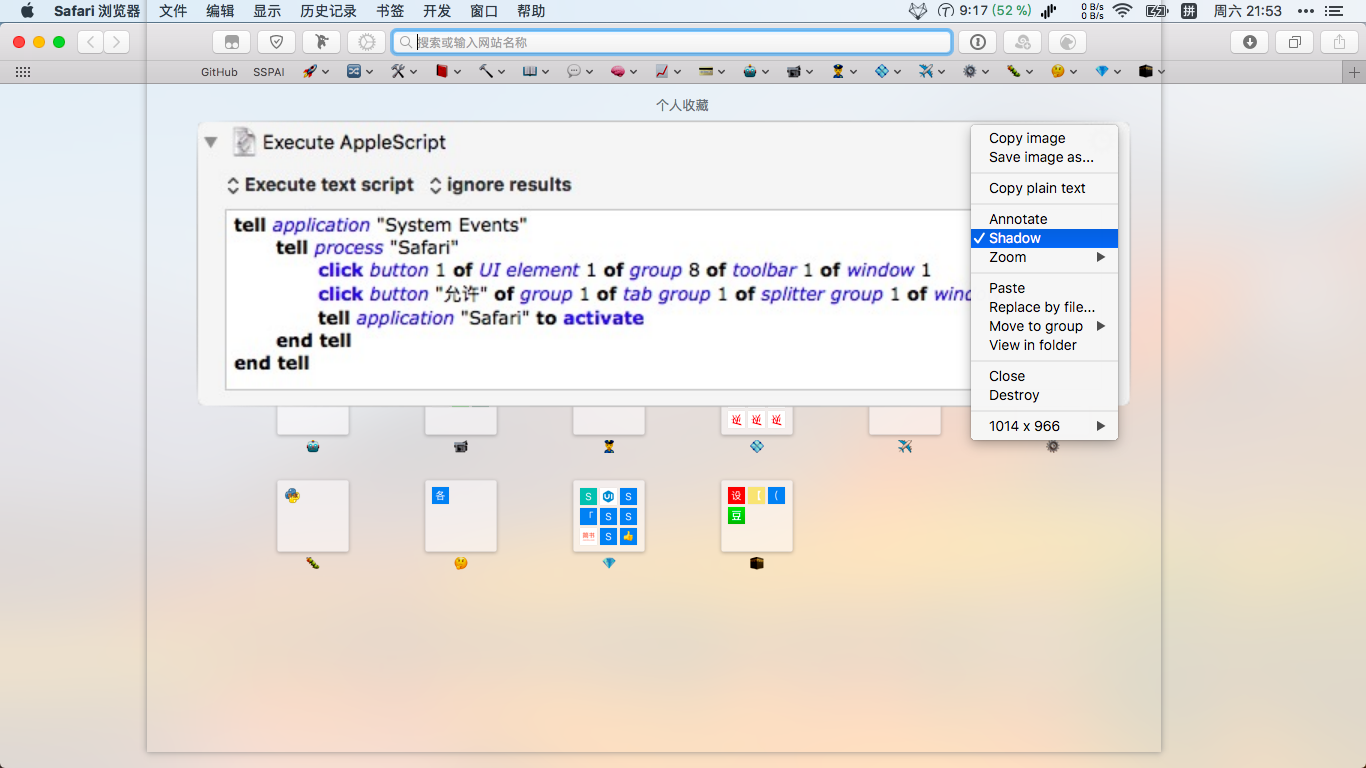 Safari 浏览器 文件 编辑 显示 历史记录 书签 开发 窗口 帮助 9:17 (52 %) 0 B/s 0 B/s 拼 周六 21:53
搜索或输入网站名称
GitHub SSPAI
个人收藏
Execute AppleScript
Execute text script ignore results
tell application "System Events"
tell process "Safari"
click button 1 of UI element 1 of group 8 of toolbar 1 of window 1
click button "允许" of group 1 of tab group 1 of splitter group 1 of
tell application "Safari" to activate
end tell
end tell
Copy image
Save image as...
Copy plain text
Annotate
Shadow
Zoom
Paste
Replace by file...
Move to group
View in folder
Close
Destroy
1014 x 966
逆 逆 逆
各
S UI S
「 S S
S
设 [ (
豆